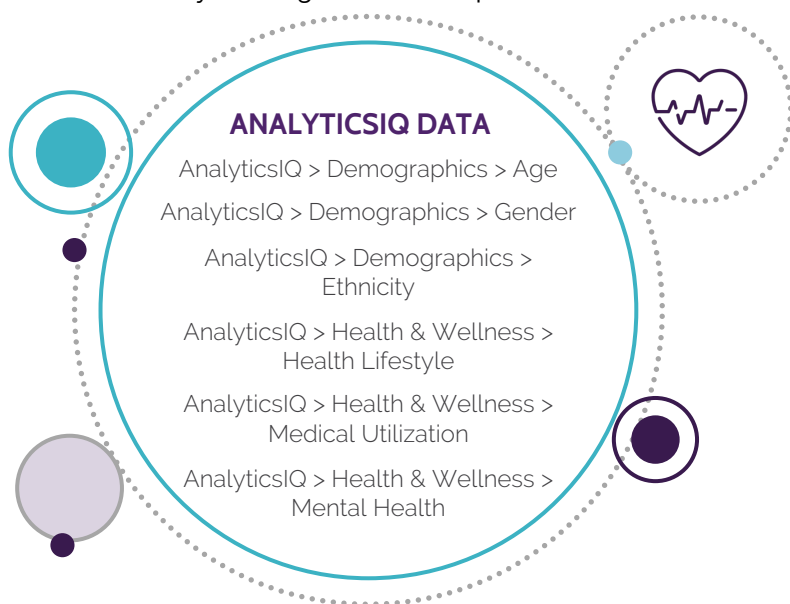 ANALYTICSIQ DATA
AnalyticsIQ > Demographics > Age
AnalyticsIQ > Demographics > Gender
AnalyticsIQ > Demographics >
Ethnicity
AnalyticsIQ > Health & Wellness >
Health Lifestyle
AnalyticsIQ > Health & Wellness >
Medical Utilization
AnalyticsIQ > Health & Wellness >
Mental Health